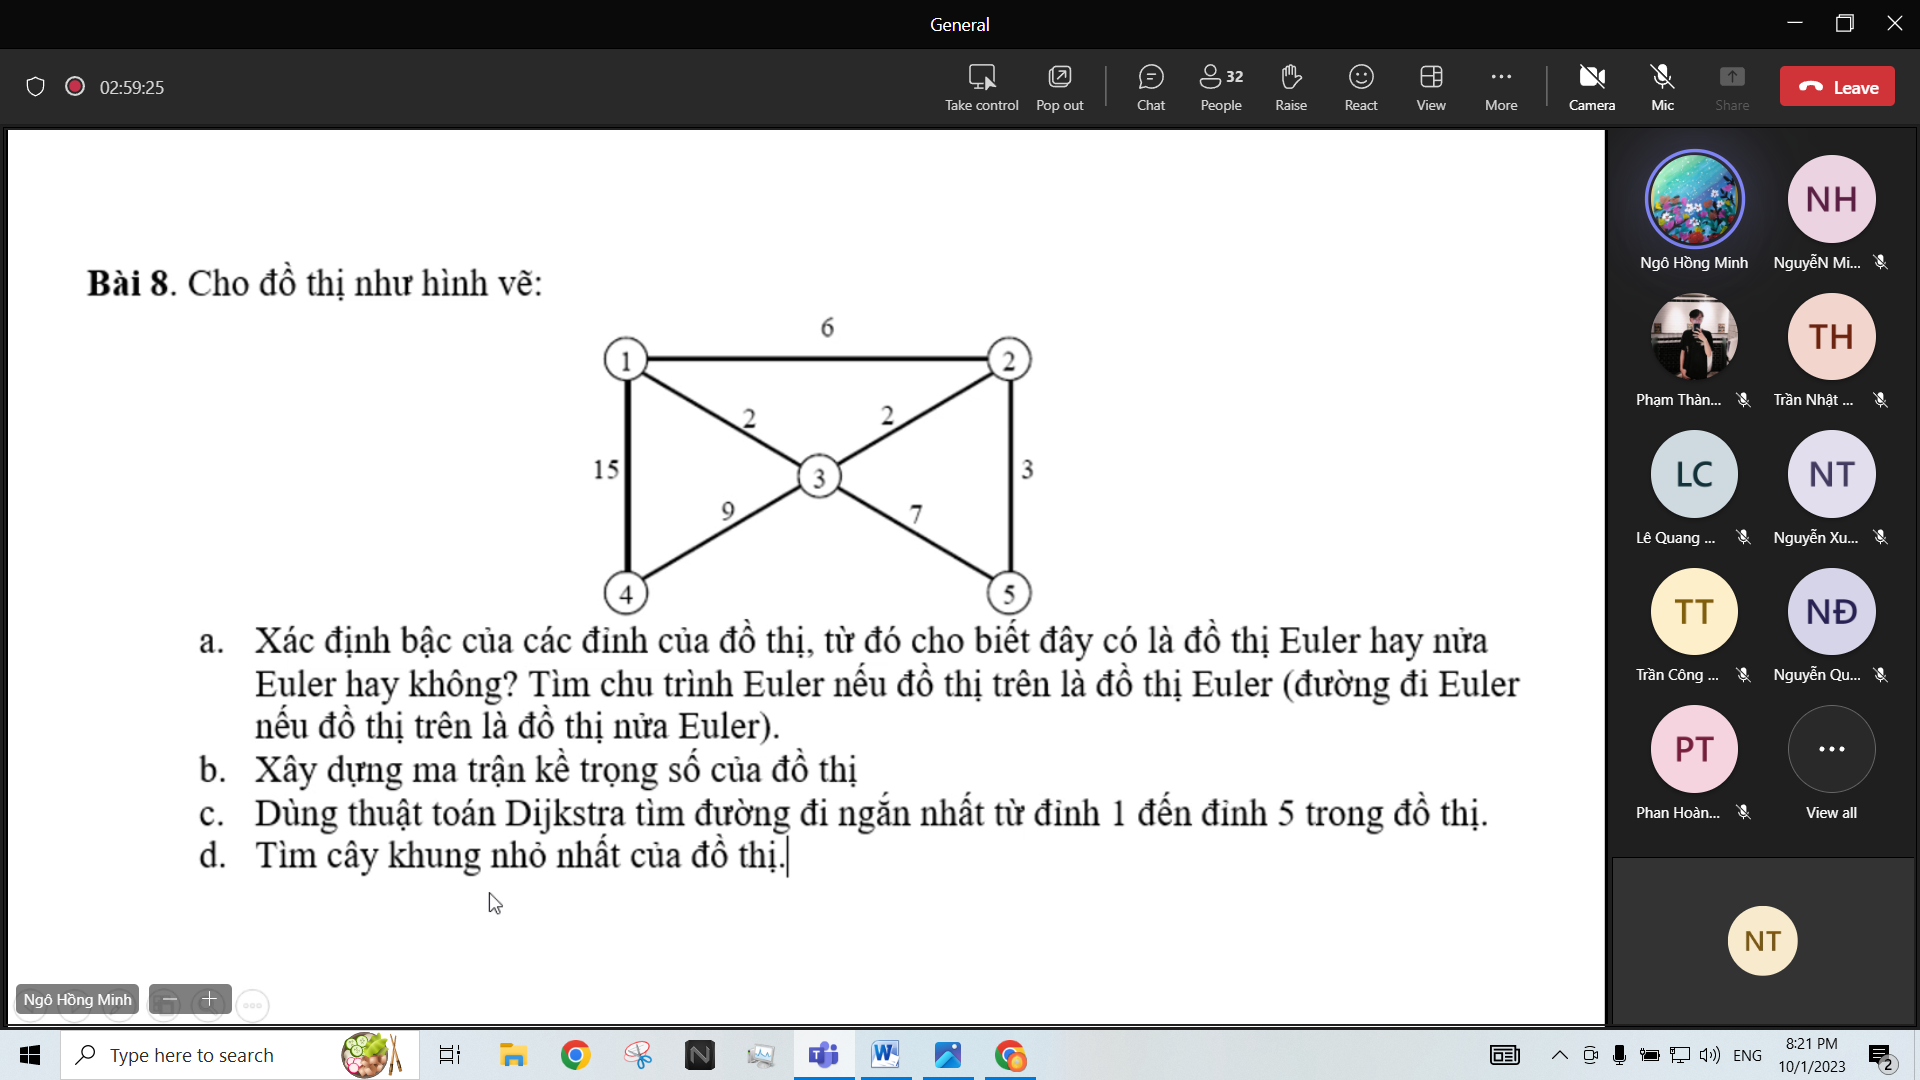 General
02:59:25
Take control
Pop out
Chat
32
People
Raise
React
View
More
Camera
Mic
Share
Leave
Bài 8. Cho đồ thị như hình vẽ:
6
1
2
2
2
15
3
3
9
7
4
5
a. Xác định bậc của các đỉnh của đồ thị, từ đó cho biết đây có là đồ thị Euler hay nửa
Euler hay không? Tìm chu trình Euler nếu đồ thị trên là đồ thị Euler (đường đi Euler
nếu đồ thị trên là đồ thị nửa Euler).
b. Xây dựng ma trận kề trọng số của đồ thị
c. Dùng thuật toán Dijkstra tìm đường đi ngắn nhất từ đỉnh 1 đến đỉnh 5 trong đồ thị.
d. Tìm cây khung nhỏ nhất của đồ thị.
Ngô Hồng Minh
NH
Ngô Hồng Minh
NguyễN Mi...
TH
Phạm Thàn...
Trần Nhật ...
LC
NT
Lê Quang ...
Nguyễn Xu...
TT
NĐ
Trần Công ...
Nguyễn Qu...
PT
Phan Hoàn...
View all
NT
Type here to search
N
W
ENG
8:21 PM
10/1/2023
2